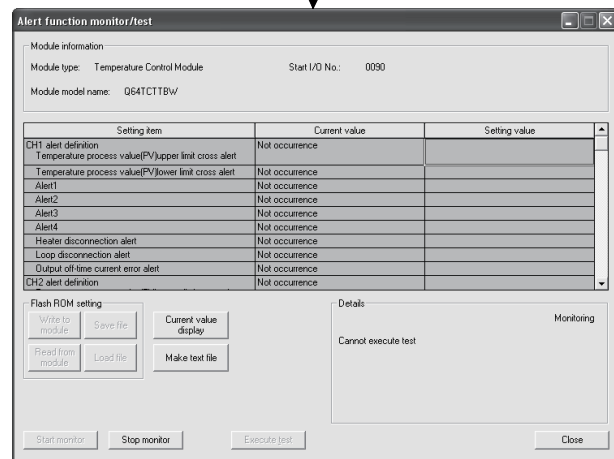 Alert function monitor/test
Module information
Module type: Temperature Control Module Start I/O No.: 0090
Module model name: Q64TCTTBW
Setting item Current value Setting value
CH1 alert definition Not occurrence
Temperature process value(PV)upper limit cross alert
Temperature process value(PV)lower limit cross alert Not occurrence
Alert1 Not occurrence
Alert2 Not occurrence
Alert3 Not occurrence
Alert4 Not occurrence
Heater disconnection alert Not occurrence
Loop disconnection alert Not occurrence
Output off-time current error alert Not occurrence
CH2 alert definition Not occurrence
Flash ROM setting
Write to module
Save file
Current value display
Read from module
Load file
Make text file
Details
Monitoring
Cannot execute test
Start monitor
Stop monitor
Execute test
Close